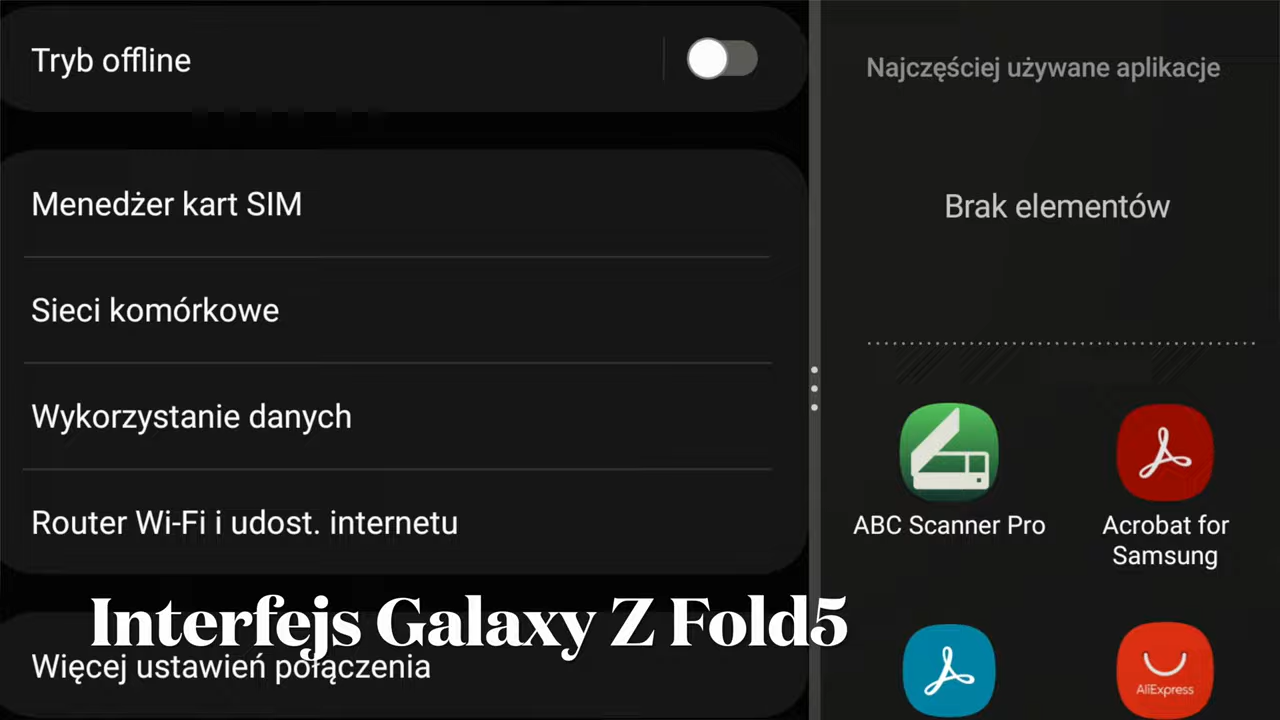 Tryb offline
Menedżer kart SIM
Sieci komórkowe
Wykorzystanie danych
Router Wi-Fi i udost. internetu
Interfejs Galaxy Z Fold5
Więcej ustawień połączenia
Najczęściej używane aplikacje
Brak elementów
ABC Scanner Pro
Acrobat for
Samsung
AliExpress